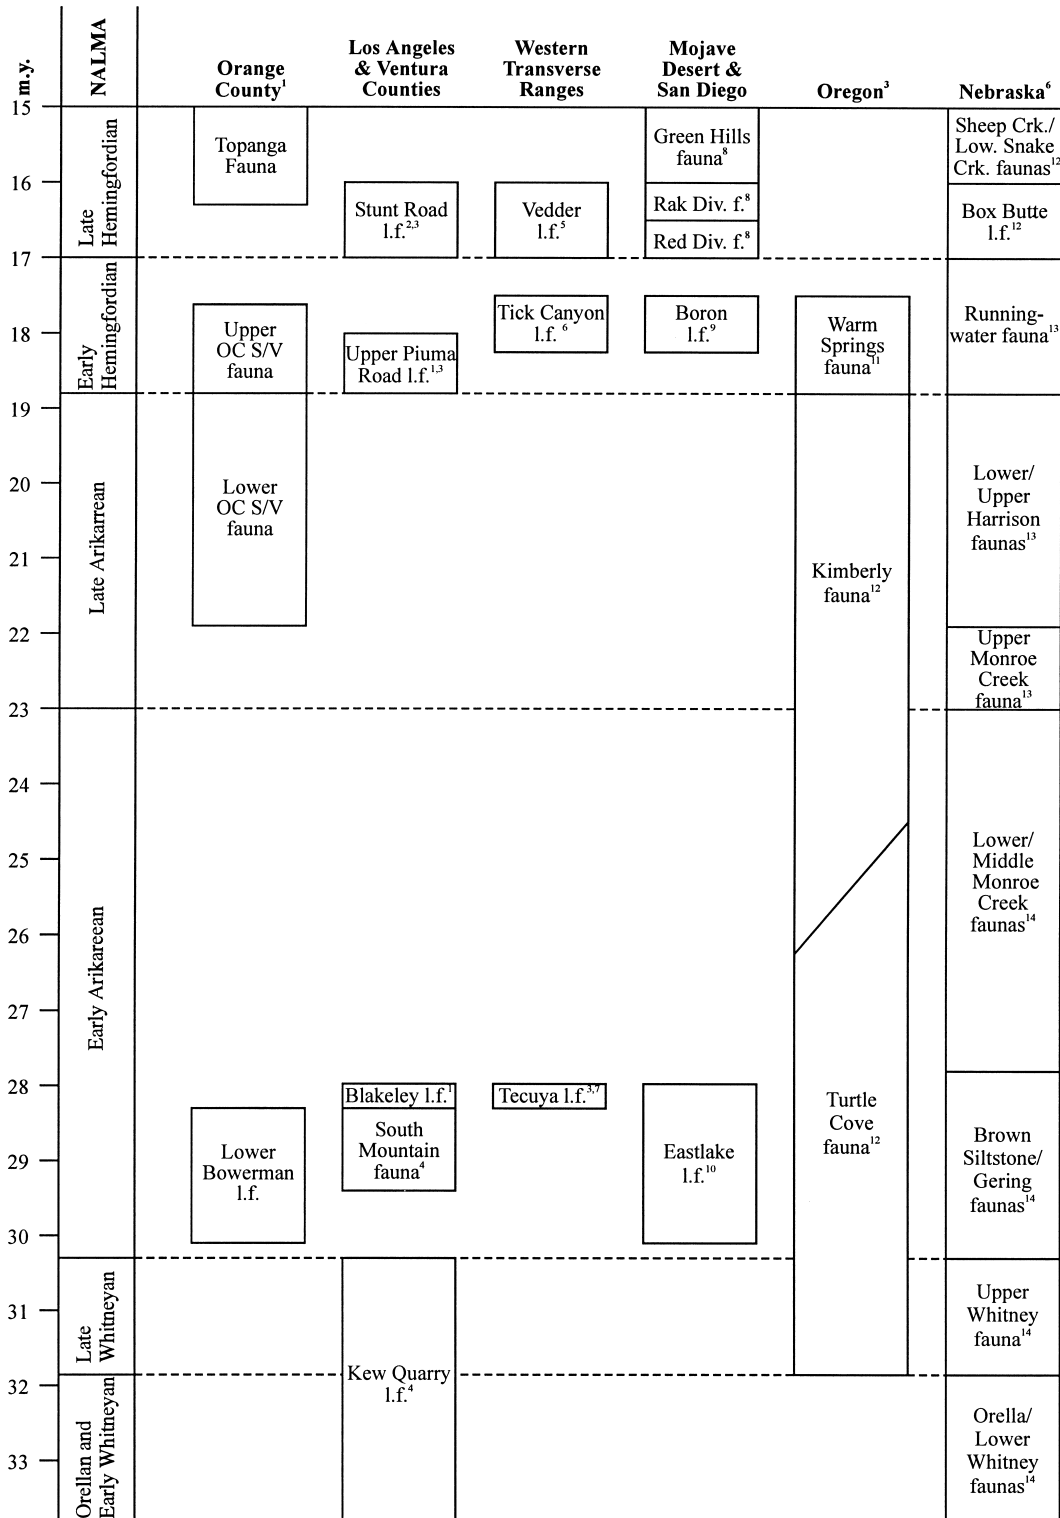 m.y.
NALMA
Orange
County1
Los Angeles
& Ventura
Counties
Western
Transverse
Ranges
Mojave
Desert &
San Diego
Oregon3
Nebraska6
15
16
17
18
19
20
21
22
23
24
25
26
27
28
29
30
31
32
33
Late
Hemingfordian
Early
Hemingfordian
Late Arikarrean
Early Arikareean
Late
Whitneyan
Orellan and
Early Whitneyan
Topanga
Fauna
Upper
OC S/V
fauna
Lower
OC S/V
fauna
Lower
Bowerman
l.f.
Stunt Road
l.f.2,3
Upper Piuma
Road l.f.1,3
Blakeley l.f.1
South
Mountain
fauna4
Kew Quarry
l.f.4
Vedder
l.f.5
Tick Canyon
l.f. 6
Tecuya l.f.3,7
Green Hills
fauna8
Rak Div. f.8
Red Div. f.8
Boron
l.f.9
Eastlake
l.f.10
Warm
Springs
fauna11
Kimberly
fauna12
Turtle
Cove
fauna12
Sheep Crk./
Low. Snake
Crk. faunas12
Box Butte
l.f.12
Running-
water fauna13
Lower/
Upper
Harrison
faunas13
Upper
Monroe
Creek
fauna13
Lower/
Middle
Monroe
Creek
faunas14
Brown
Siltstone/
Gering
faunas14
Upper
Whitney
fauna14
Orella/
Lower
Whitney
faunas14